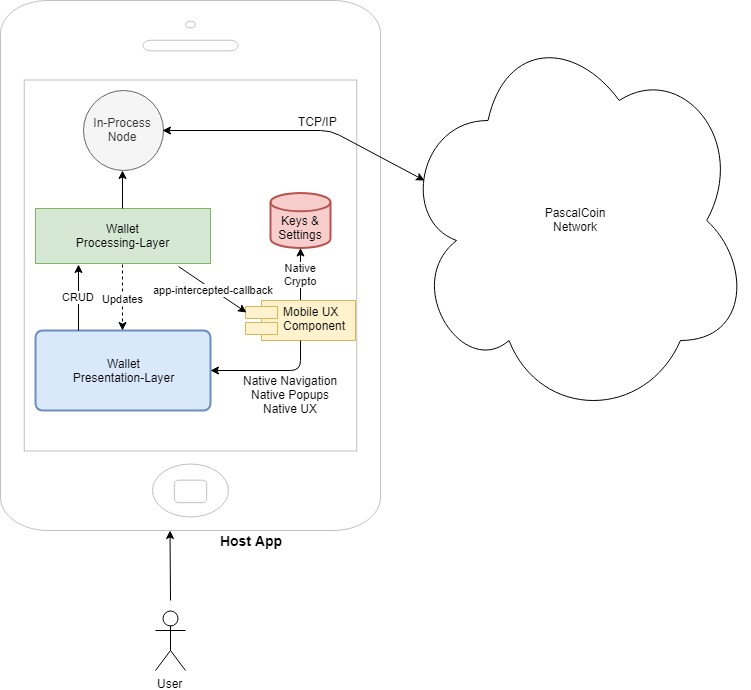 In-Process
Node
TCP/IP
PascalCoin
Network
Wallet
Processing-Layer
Keys &
Settings
Native
Crypto
app-intercepted-callback
CRUD
Updates
Mobile UX
Component
Wallet
Presentation-Layer
Native Navigation
Native Popups
Native UX
Host App
User